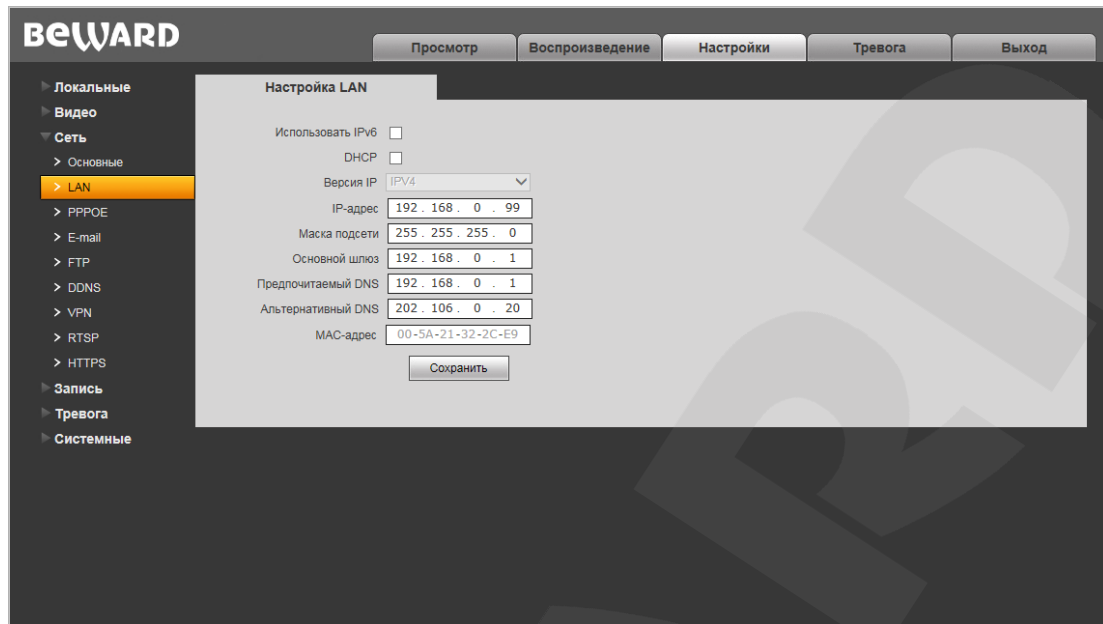 BEWARD
Просмотр Воспроизведение Настройки Тревога Выход
Локальные
Видео
Сеть
> Основные
> LAN
> PPPOE
> E-mail
> FTP
> DDNS
> VPN
> RTSP
> HTTPS
Запись
Тревога
Системные
Настройка LAN
Использовать IPv6
DHCP
Версия IP IPV4
IP-адрес 192 . 168 . 0 . 99
Маска подсети 255 . 255 . 255 . 0
Основной шлюз 192 . 168 . 0 . 1
Предпочитаемый DNS 192 . 168 . 0 . 1
Альтернативный DNS 202 . 106 . 0 . 20
МАС-адрес 00-5A-21-32-2C-E9
Сохранить